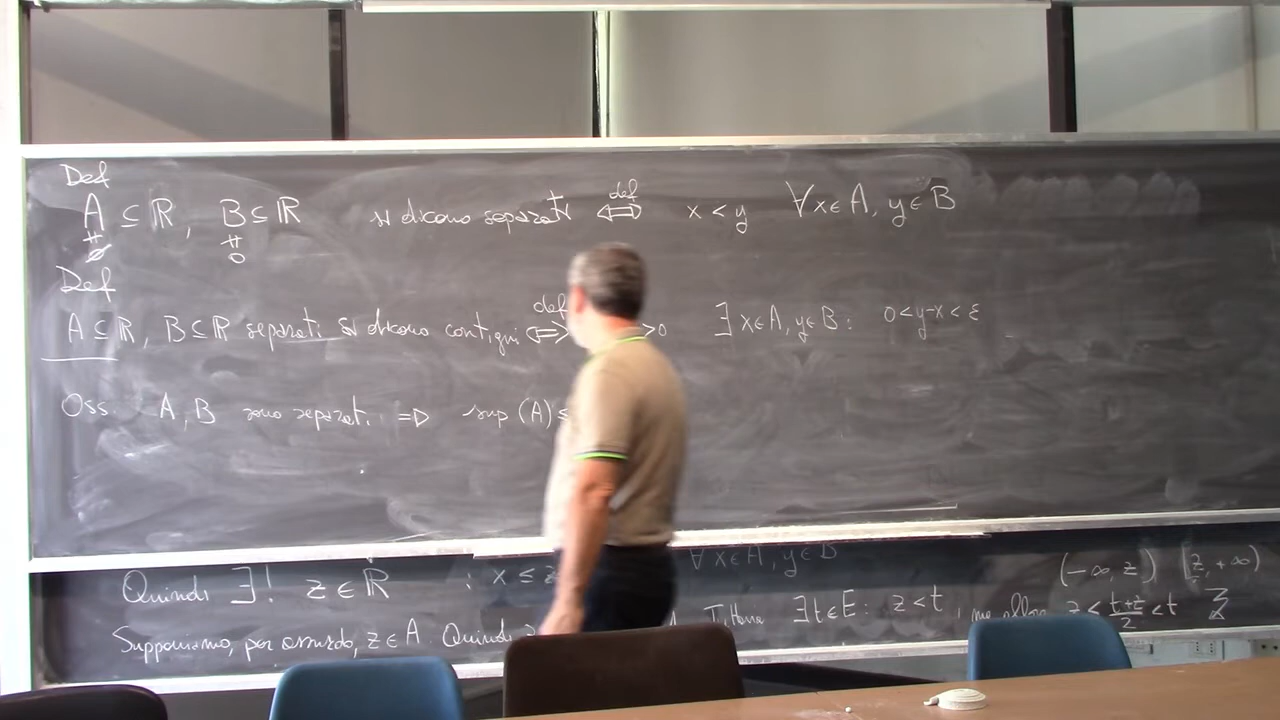 Def
A ⊆ ℝ, B ⊆ ℝ si dicono separati ⇔ def x < y ∀x∈A, y∈B
≠ ≠
∅ ∅
Def
A⊆ℝ, B⊆ℝ separati si dicono contigui ⇔ def >0 ∃ x∈A, y∈B : 0<y-x<ε
Oss. A, B sono separati ⇒ sup (A) ≤
Quindi ∃! z∈ℝ : x ≤ z ∀ x∈A, y∈B (-∞, z) [z, +∞)
Supponiamo, per assurdo, z∈A. Quindi ∃t∈E : z<t, ma allora z < (t+z)/2 < t